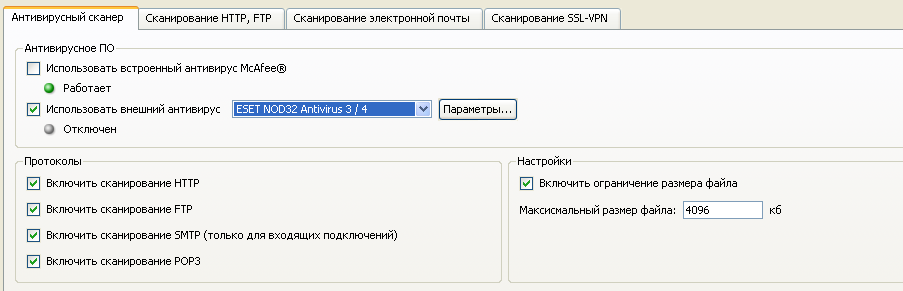 Антивирусный сканер Сканирование HTTP, FTP Сканирование электронной почты Сканирование SSL-VPN
Антивирусное ПО
Использовать встроенный антивирус McAfee®
Работает
Использовать внешний антивирус ESET NOD32 Antivirus 3 / 4 Параметры...
Отключен
Протоколы
Включить сканирование HTTP
Включить сканирование FTP
Включить сканирование SMTP (только для входящих подключений)
Включить сканирование POP3
Настройки
Включить ограничение размера файла
Максисмальный размер файла: 4096 кб